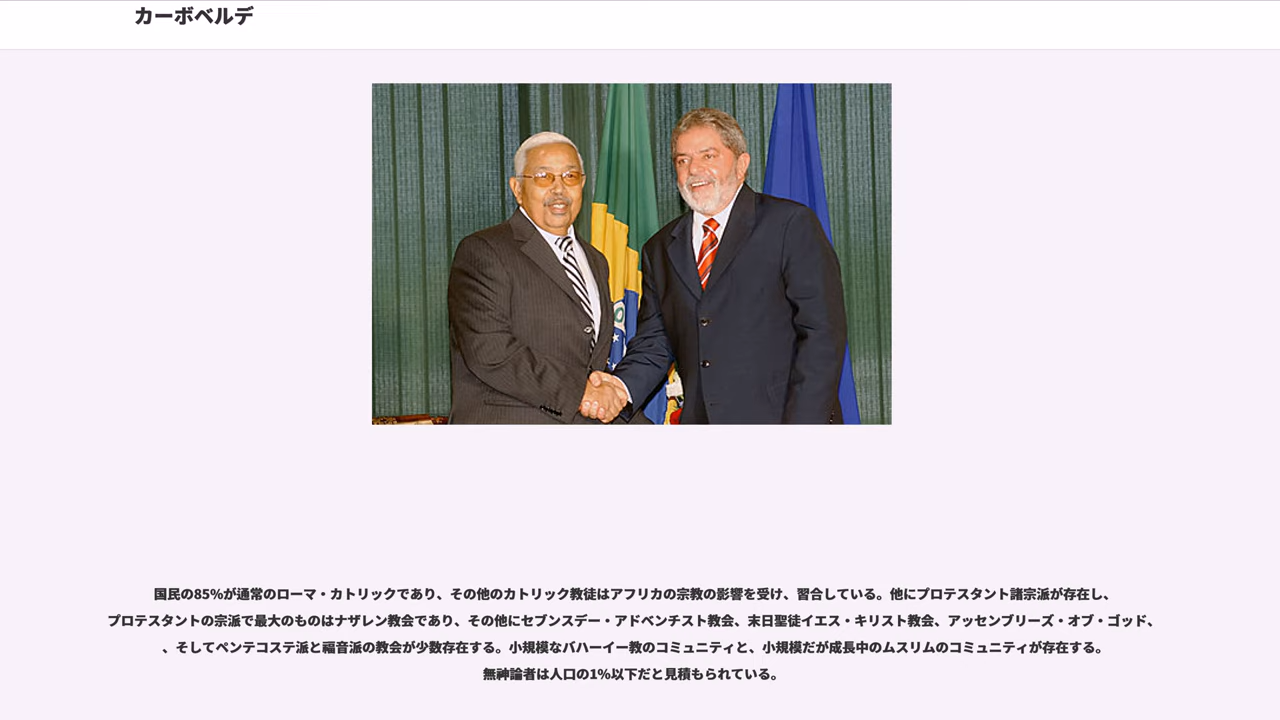 カーボベルデ
国民の85%が通常のローマ・カトリックであり、その他のカトリック教徒はアフリカの宗教の影響を受け、習合している。他にプロテスタント諸宗派が存在し、
プロテスタントの宗派で最大のものはナザレン教会であり、その他にセブンスデー・アドベンチスト教会、末日聖徒イエス・キリスト教会、アッセンブリーズ・オブ・ゴッド、
、そしてペンテコステ派と福音派の教会が少数存在する。小規模なバハーイー教のコミュニティと、小規模だが成長中のムスリムのコミュニティが存在する。
無神論者は人口の1%以下だと見積もられている。